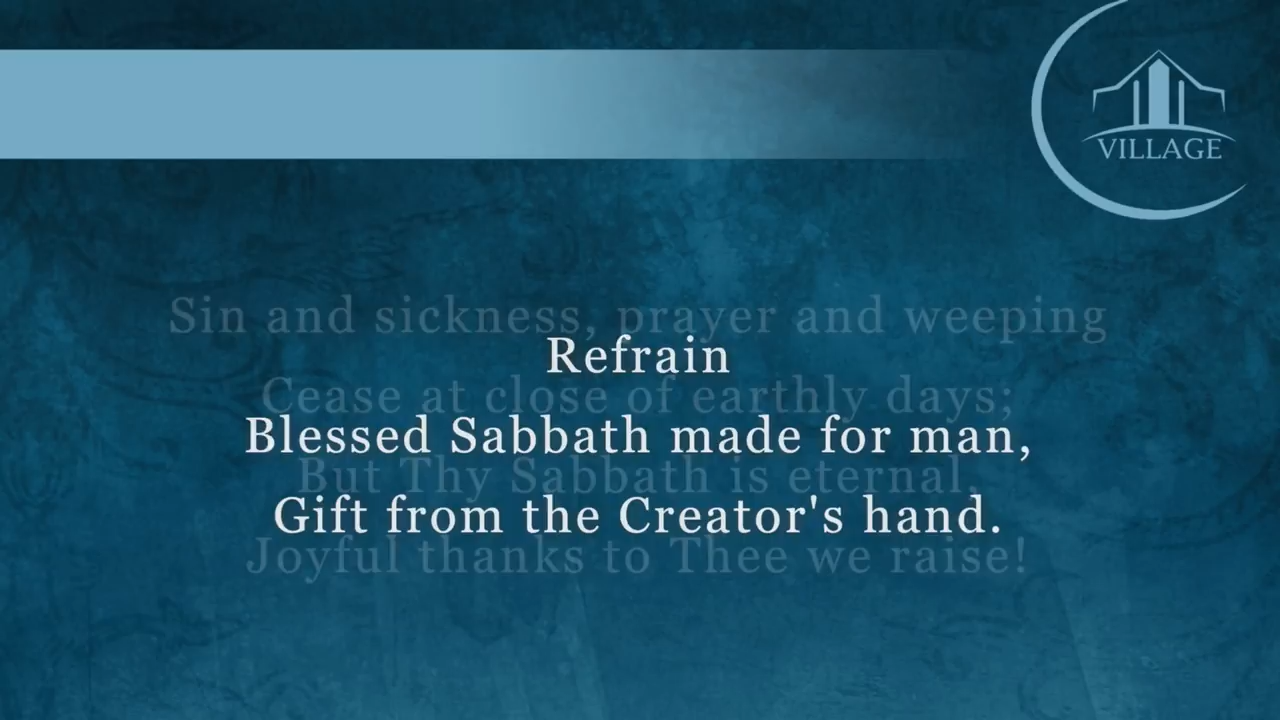 VILLAGE
Sin and sickness, prayer and weeping
Refrain
Cease at close of earthly days;
Blessed Sabbath made for man,
But Thy Sabbath is eternal,
Gift from the Creator's hand.
Joyful thanks to Thee we raise!